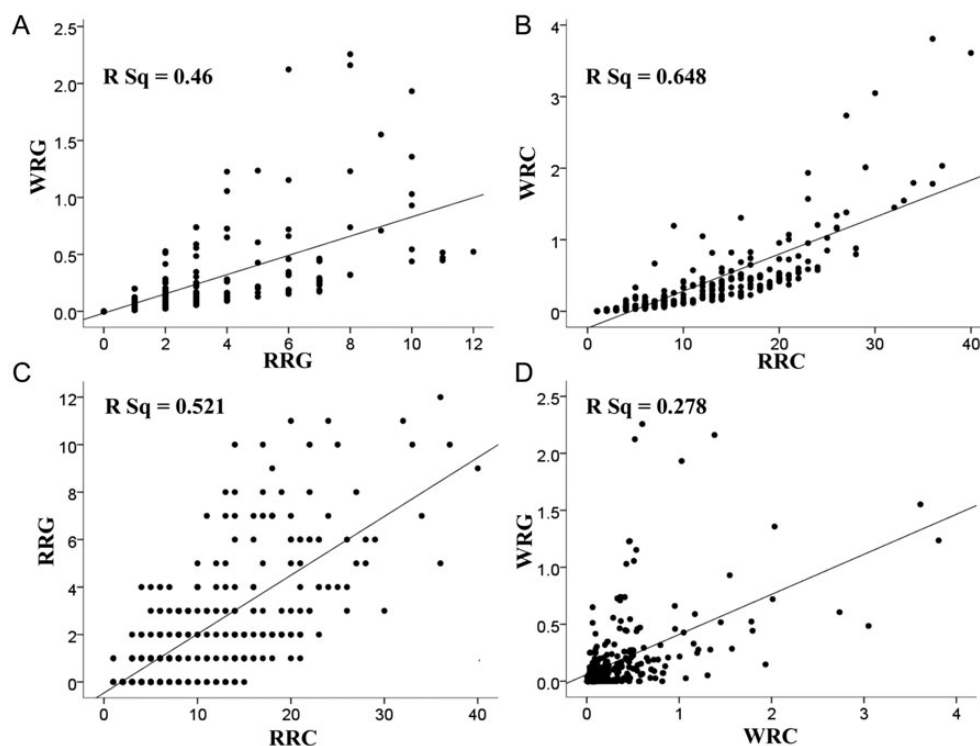 A
2.5
2.0
1.5
1.0
0.5
0.0
WRG
R Sq = 0.46
0 2 4 6 8 10 12
RRG
B
4
3
2
1
0
WRC
R Sq = 0.648
0 10 20 30 40
RRC
C
12
10
8
6
4
2
0
RRG
R Sq = 0.521
0 10 20 30 40
RRC
D
2.5
2.0
1.5
1.0
0.5
0.0
WRG
R Sq = 0.278
0 1 2 3 4
WRC